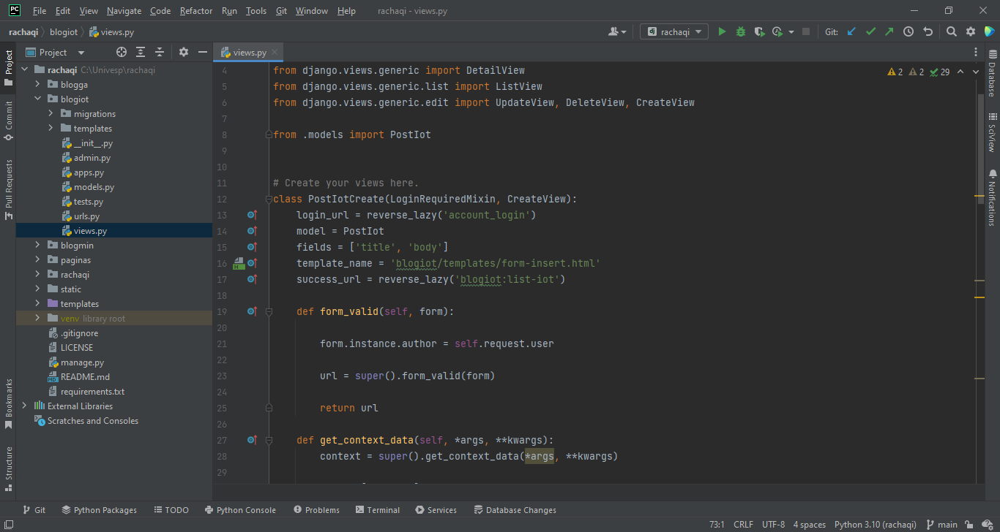 PC File Edit View Navigate Code Refactor Run Tools Git Window Help rachaqi - views.py
rachaqi blogiot views.py dj rachaqi Git:
Project views.py
Project
Commit
Pull Requests
Bookmarks
Structure
rachaqi C:\Univesp\rachaqi
blogga
blogiot
migrations
templates
__init__.py
admin.py
apps.py
models.py
tests.py
urls.py
views.py
blogmin
paginas
rachaqi
static
templates
venv library root
.gitignore
LICENSE
manage.py
MD README.md
requirements.txt
External Libraries
Scratches and Consoles
2 2 29
4 from django.views.generic import DetailView
5 from django.views.generic.list import ListView
6 from django.views.generic.edit import UpdateView, DeleteView, CreateView
7
8 from .models import PostIot
9
10
11 # Create your views here.
12 class PostIotCreate(LoginRequiredMixin, CreateView):
13 login_url = reverse_lazy('account_login')
14 model = PostIot
15 fields = ['title', 'body']
16 H template_name = 'blogiot/templates/form-insert.html'
17 success_url = reverse_lazy('blogiot:list-iot')
18
19 def form_valid(self, form):
20
21 form.instance.author = self.request.user
22
23 url = super().form_valid(form)
24
25 return url
26
27 def get_context_data(self, *args, **kwargs):
28 context = super().get_context_data(*args, **kwargs)
29
Database
SciView
Notifications
Git Python Packages TODO Python Console Problems Terminal Services Database Changes
73:1 CRLF UTF-8 4 spaces Python 3.10 (rachaqi) main